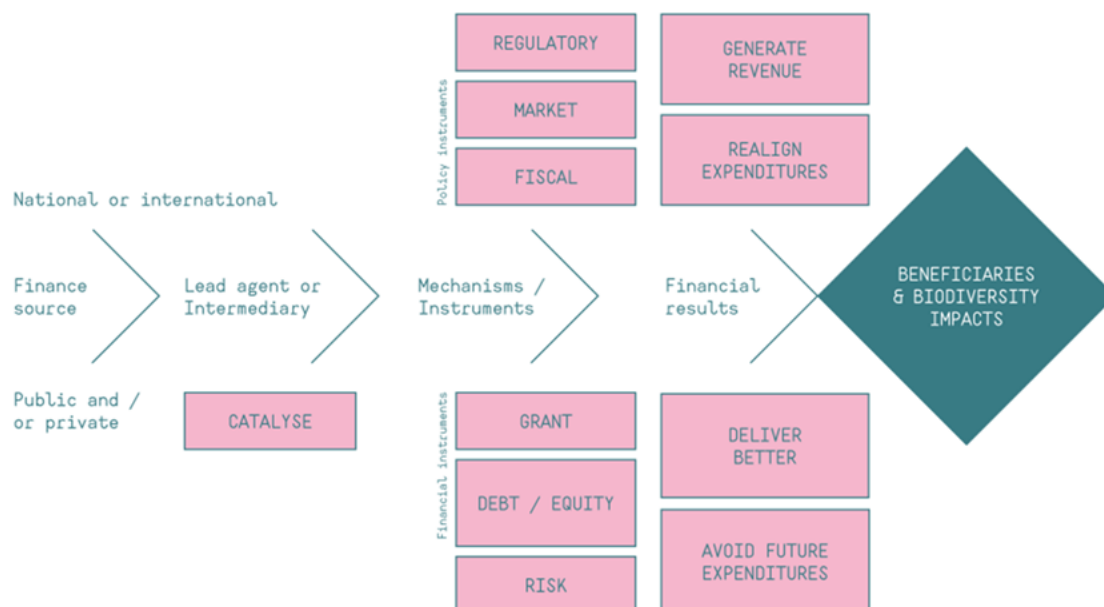 REGULATORY
MARKET
FISCAL
Policy instruments
GENERATE
REVENUE
REALIGN
EXPENDITURES
National or international
Finance
source
Lead agent or
Intermediary
Mechanisms /
Instruments
Financial
results
BENEFICIARIES
& BIODIVERSITY
IMPACTS
Public and /
or private
CATALYSE
Financial instruments
GRANT
DEBT / EQUITY
RISK
DELIVER
BETTER
AVOID FUTURE
EXPENDITURES